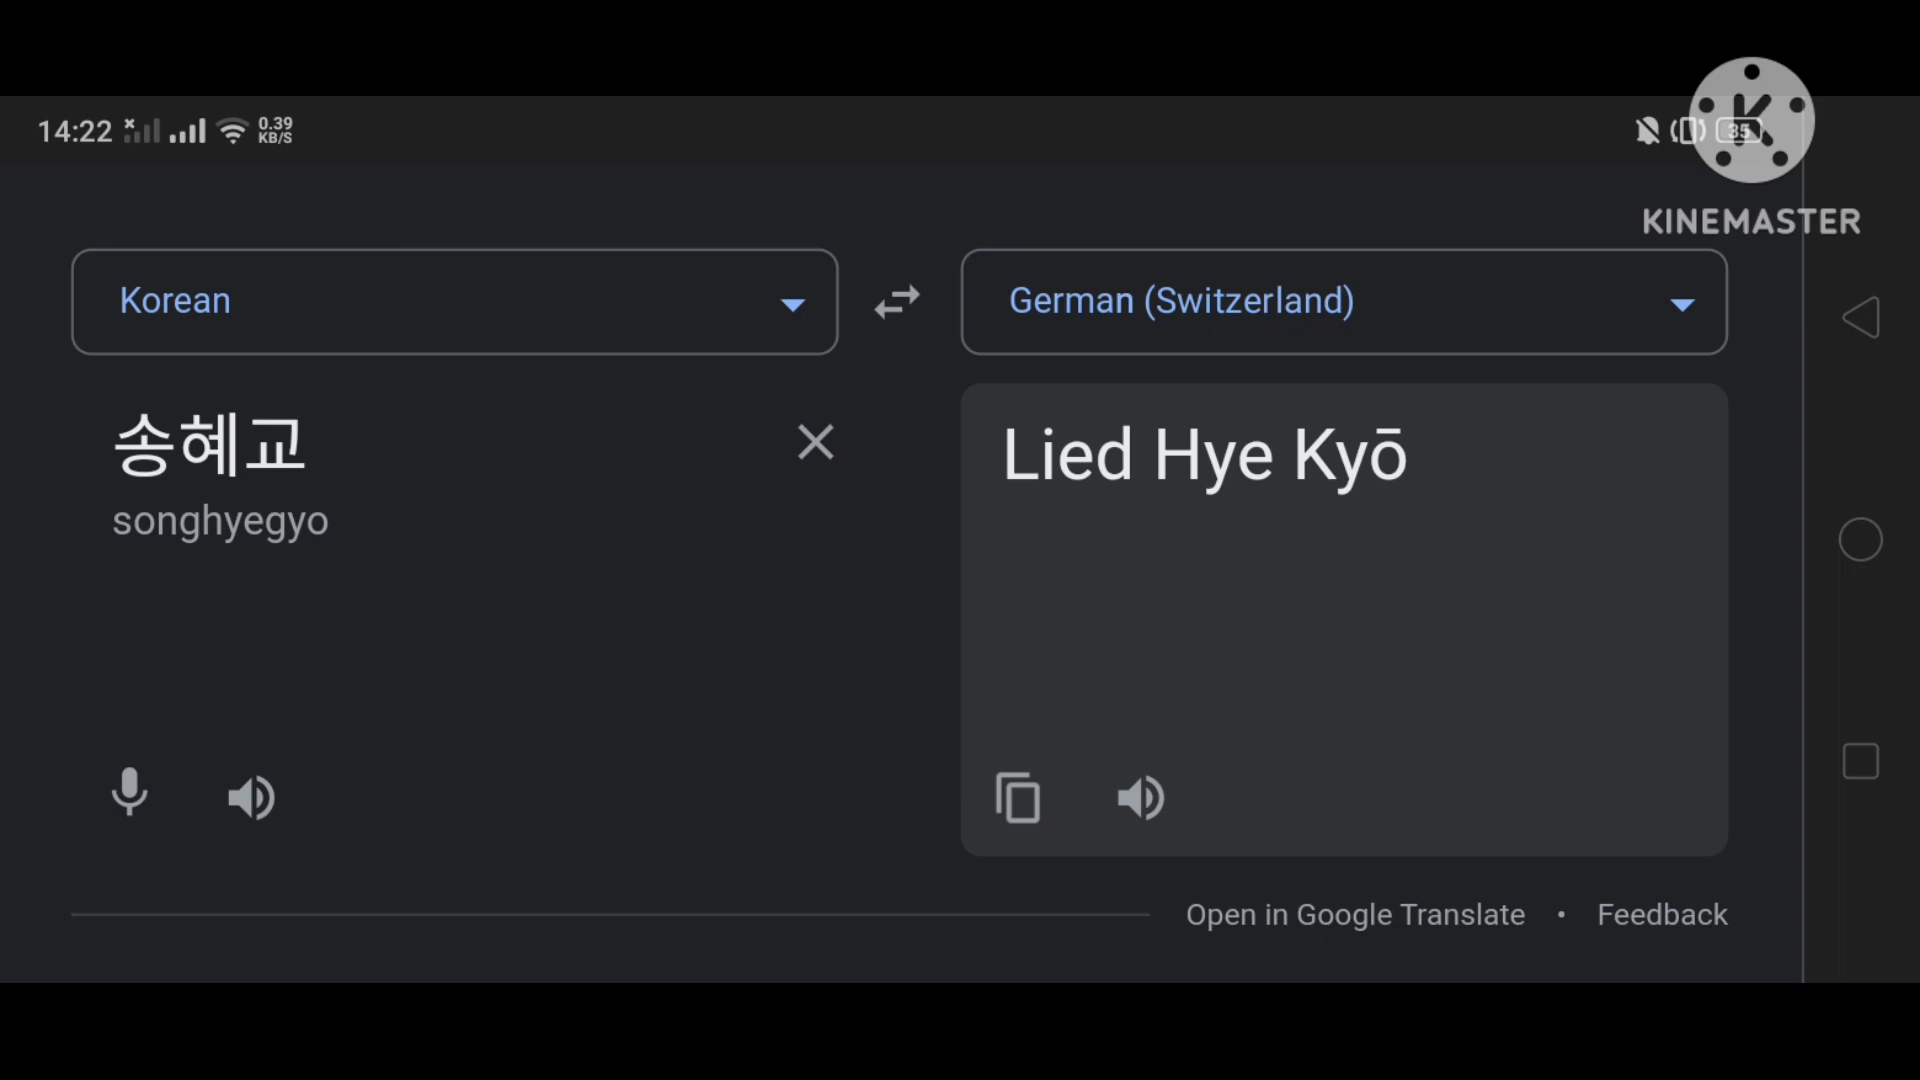 14:22 0.39 KB/S 35
KINEMASTER
Korean
German (Switzerland)
송혜교
songhyegyo
Lied Hye Kyō
Open in Google Translate • Feedback